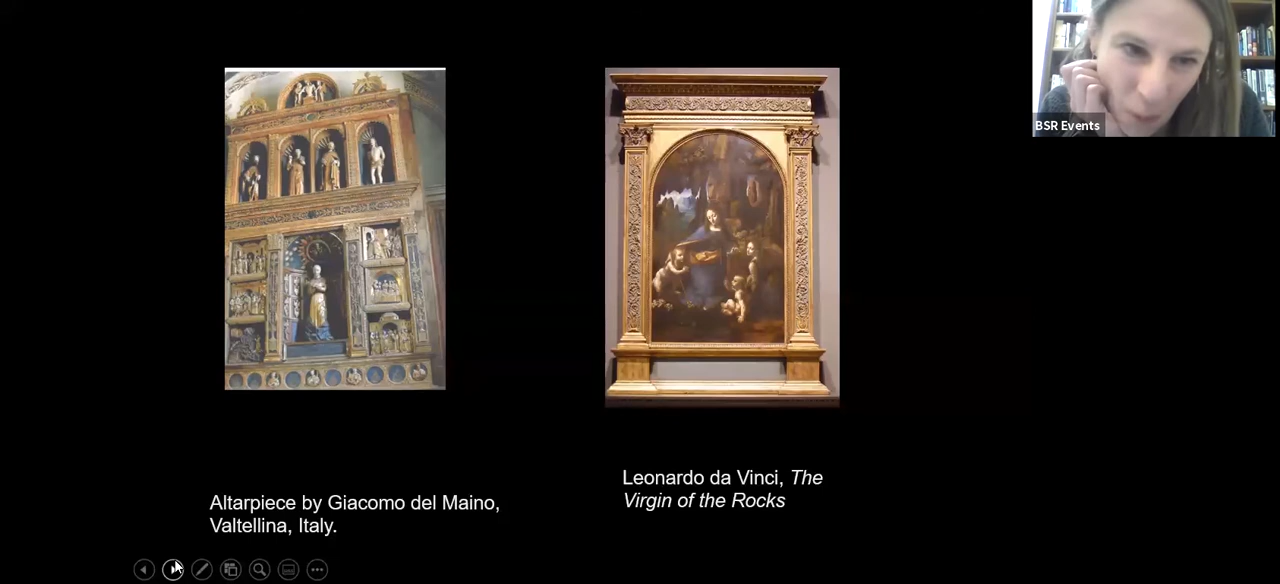 BSR Events
Leonardo da Vinci, The
Virgin of the Rocks
Altarpiece by Giacomo del Maino,
Valtellina, Italy.